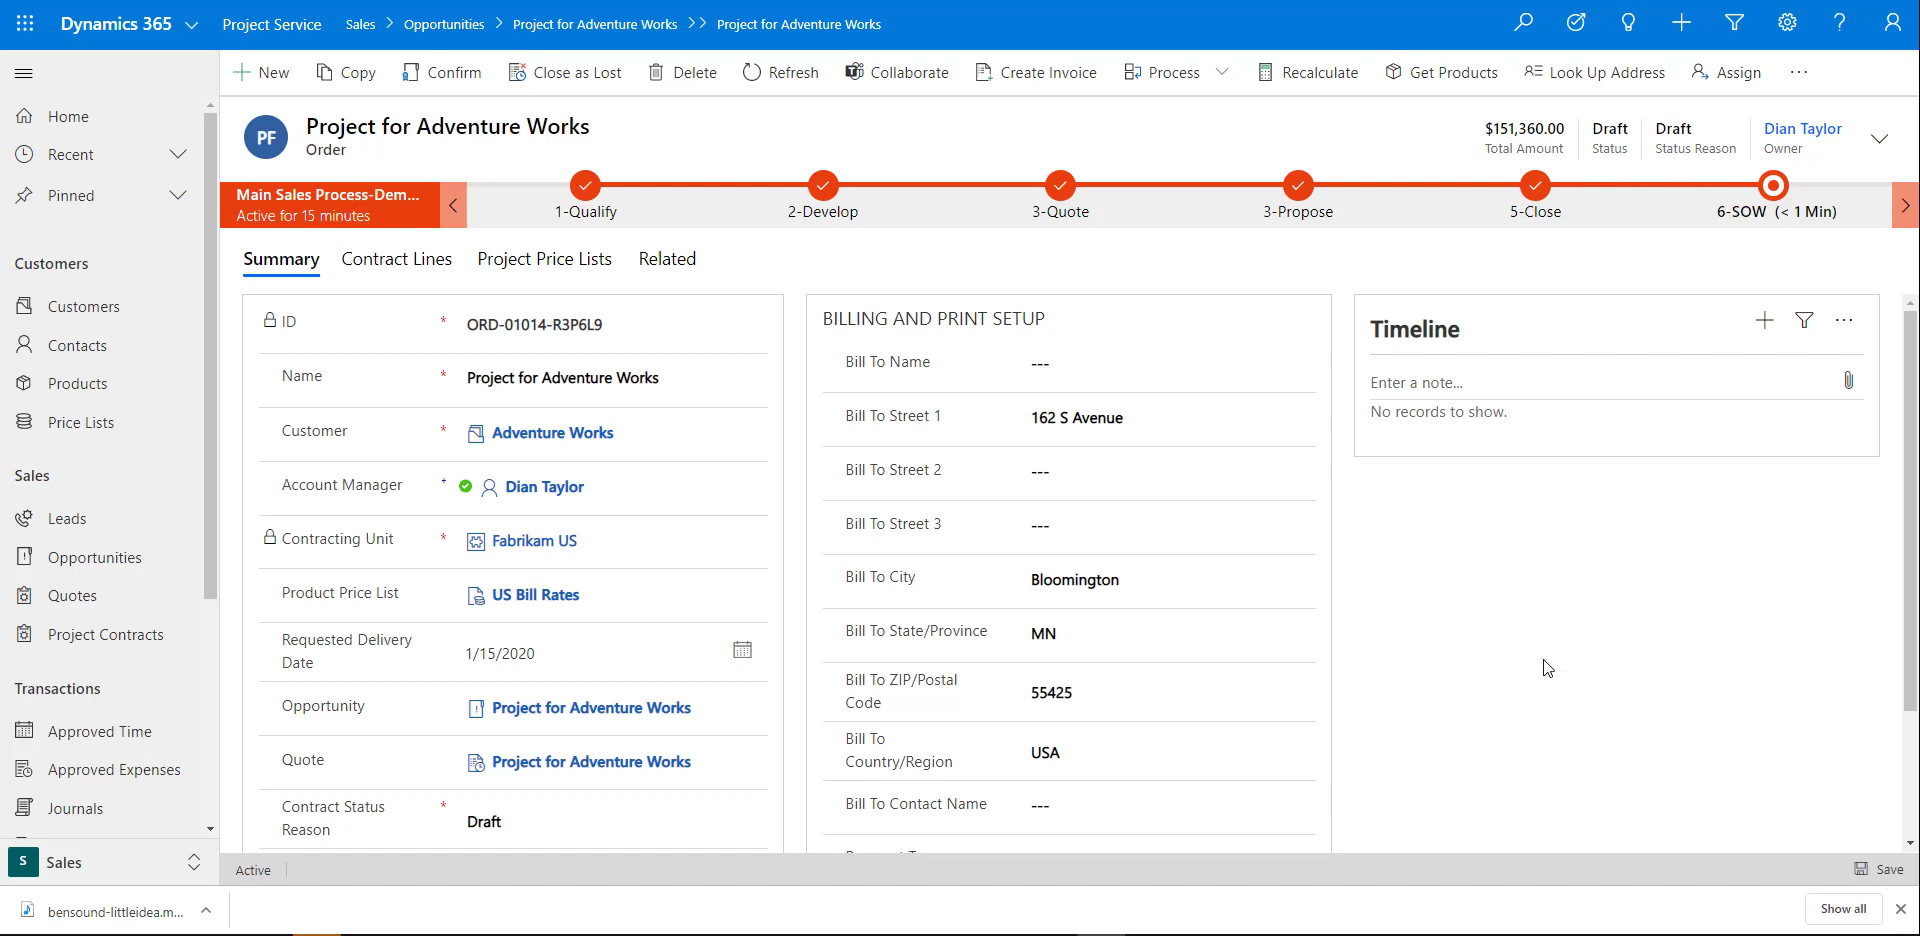 Dynamics 365 Project Service Sales > Opportunities > Project for Adventure Works >> Project for Adventure Works
New Copy Confirm Close as Lost Delete Refresh Collaborate Create Invoice Process Recalculate Get Products Look Up Address Assign ...
Home
Recent
Pinned
Customers
Customers
Contacts
Products
Price Lists
Sales
Leads
Opportunities
Quotes
Project Contracts
Transactions
Approved Time
Approved Expenses
Journals
S Sales
PF
Project for Adventure Works
Order
$151,360.00 Draft Draft Dian Taylor
Total Amount Status Status Reason Owner
Main Sales Process-Dem...
Active for 15 minutes
1-Qualify 2-Develop 3-Quote 3-Propose 5-Close 6-SOW (< 1 Min)
Summary Contract Lines Project Price Lists Related
ID * ORD-01014-R3P6L9
Name * Project for Adventure Works
Customer * Adventure Works
Account Manager + Dian Taylor
Contracting Unit * Fabrikam US
Product Price List US Bill Rates
Requested Delivery
Date
1/15/2020
Opportunity Project for Adventure Works
Quote Project for Adventure Works
Contract Status
Reason
* Draft
BILLING AND PRINT SETUP
Bill To Name ---
Bill To Street 1 162 S Avenue
Bill To Street 2 ---
Bill To Street 3 ---
Bill To City Bloomington
Bill To State/Province MN
Bill To ZIP/Postal
Code
55425
Bill To
Country/Region
USA
Bill To Contact Name ---
Timeline
Enter a note...
No records to show.
Active
Save
bensound-littleidea.m...
Show all